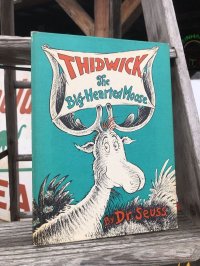 THIDWICK
The
Big-Hearted Moose
By Dr. Seuss